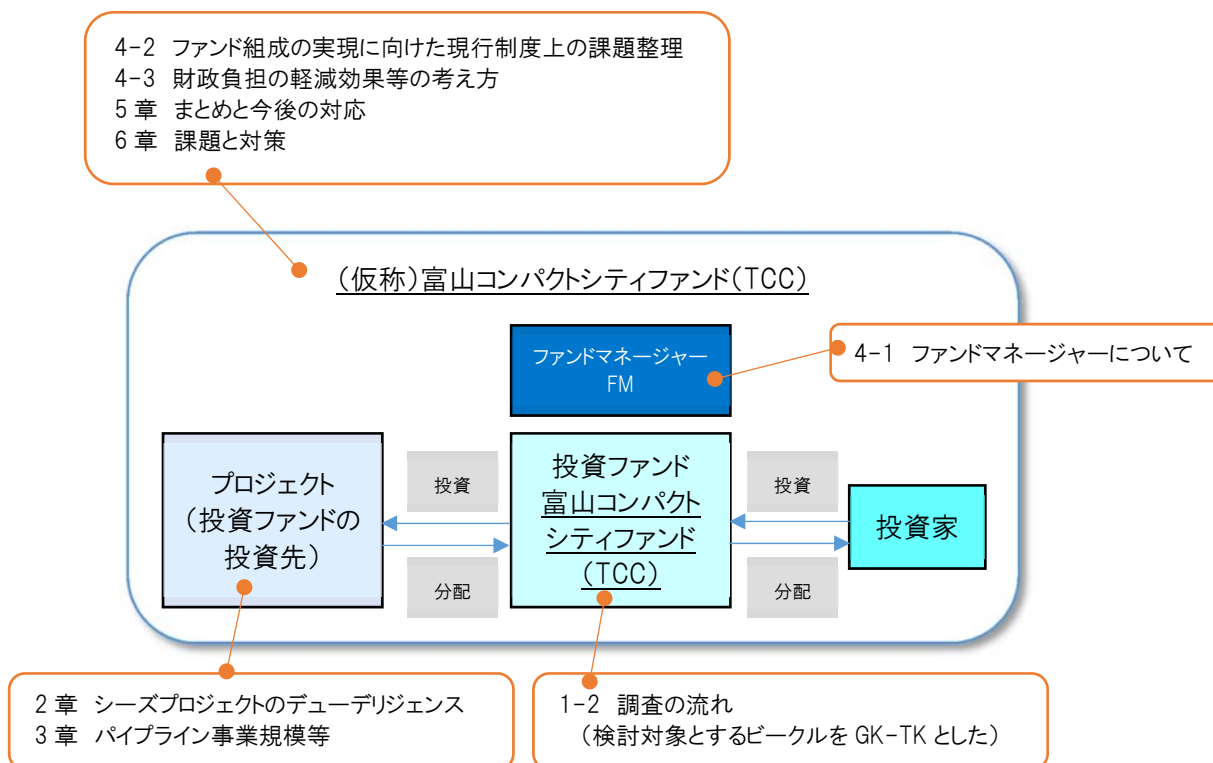 4-2 ファンド組成の実現に向けた現行制度上の課題整理
4-3 財政負担の軽減効果等の考え方
5 章 まとめと今後の対応
6 章 課題と対策
(仮称)富山コンパクトシティファンド(TCC)
ファンドマネージャー
FM
4-1 ファンドマネージャーについて
プロジェクト
(投資ファンドの
投資先)
投資
分配
投資ファンド
富山コンパクト
シティファンド
(TCC)
投資
分配
投資家
2 章 シーズプロジェクトのデューデリジェンス
3 章 パイプライン事業規模等
1-2 調査の流れ
(検討対象とするビークルを GK-TK とした)